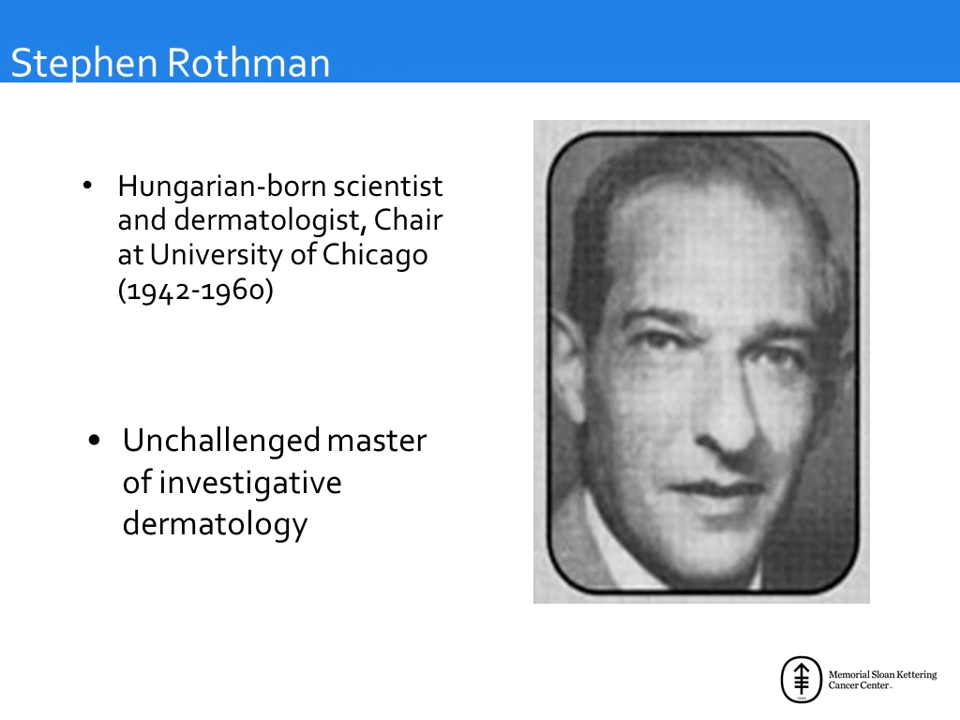 Stephen Rothman
• Hungarian-born scientist
and dermatologist, Chair
at University of Chicago
(1942-1960)
• Unchallenged master
of investigative
dermatology
Memorial Sloan Kettering
Cancer Center